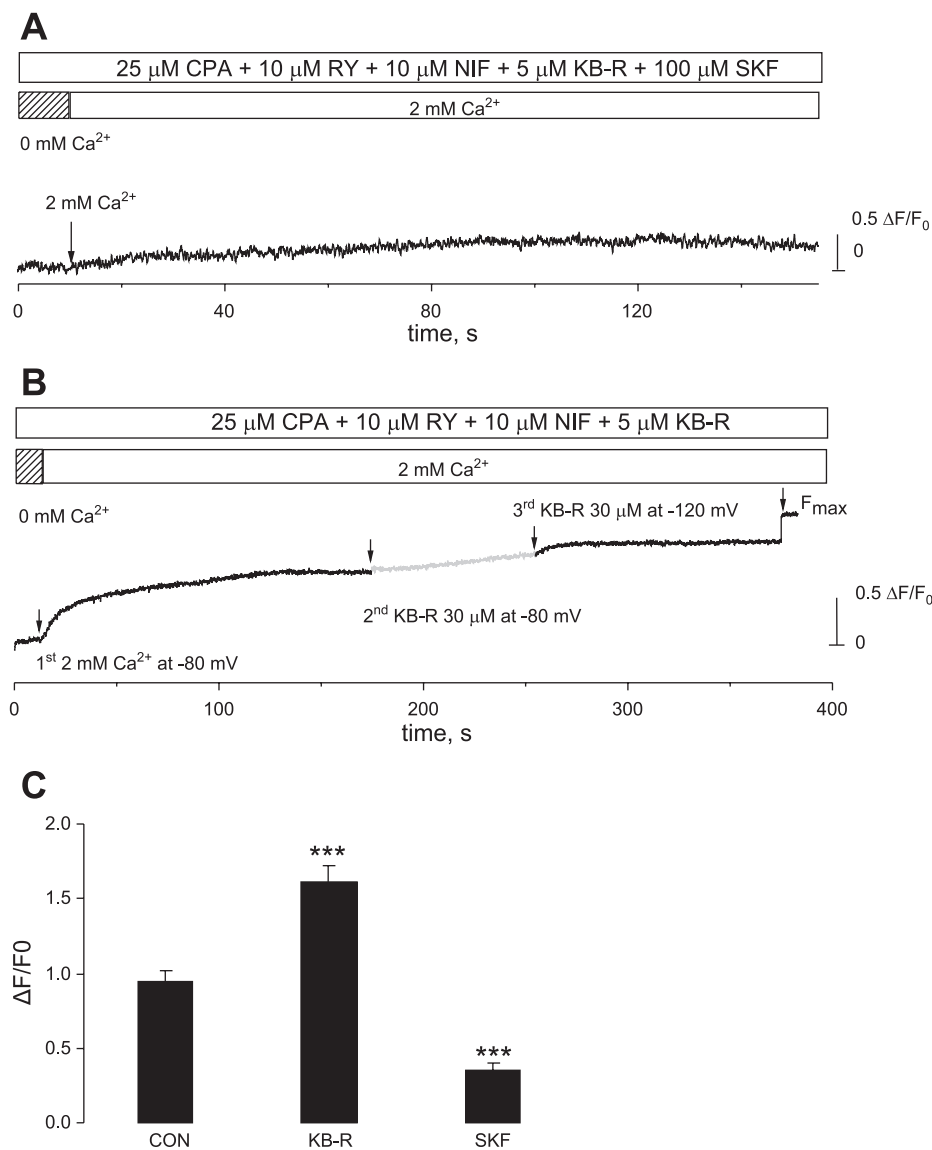 A
25 μM CPA + 10 μM RY + 10 μM NIF + 5 μM KB-R + 100 μM SKF
2 mM Ca²⁺
0 mM Ca²⁺
2 mM Ca²⁺
0.5 ΔF/F₀
0
0 40 80 120
time, s
B
25 μM CPA + 10 μM RY + 10 μM NIF + 5 μM KB-R
2 mM Ca²⁺
0 mM Ca²⁺
3ʳᵈ KB-R 30 μM at -120 mV
Fmax
2ⁿᵈ KB-R 30 μM at -80 mV
0.5 ΔF/F₀
0
1ˢᵗ 2 mM Ca²⁺ at -80 mV
0 100 200 300 400
time, s
C
2.0
1.5
1.0
0.5
0.0
ΔF/F0
***
***
CON KB-R SKF